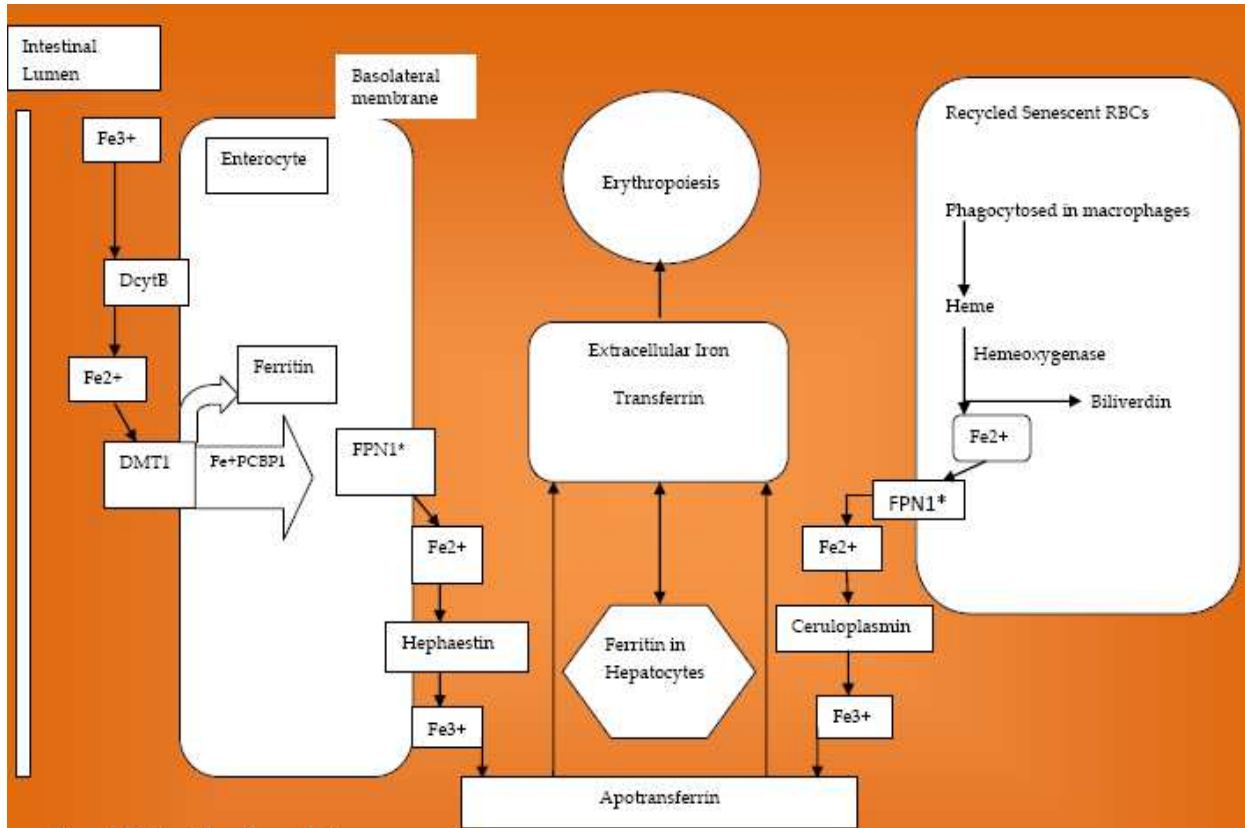 Intestinal
Lumen
Basolateral
membrane
Fe3+
Enterocyte
DcytB
Fe2+
Ferritin
DMT1
Fe+PCBP1
FPN1*
Fe2+
Hephaestin
Fe3+
Erythropoiesis
Extracellular Iron
Transferrin
Ferritin in
Hepatocytes
Apotransferrin
Recycled Senescent RBCs
Phagocytosed in macrophages
Heme
Hemeoxygenase
Biliverdin
Fe2+
FPN1*
Fe2+
Ceruloplasmin
Fe3+